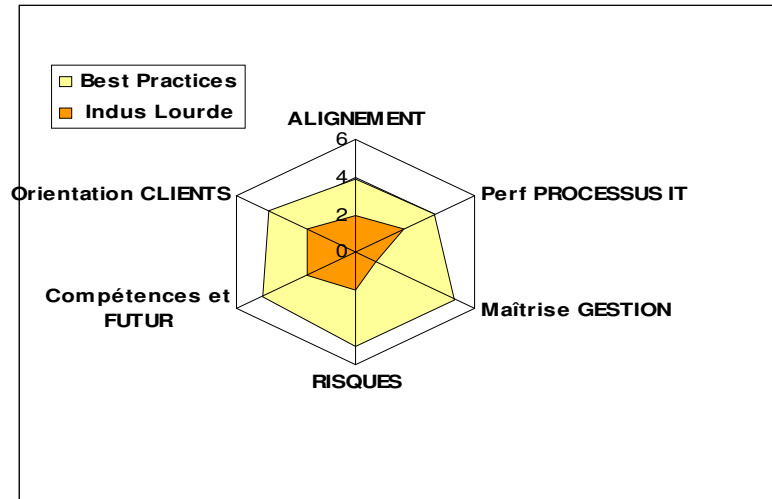 Best Practices
Indus Lourde
ALIGNEMENT
6
4
2
0
Orientation CLIENTS
Perf PROCESSUS IT
Compétences et
FUTUR
Maîtrise GESTION
RISQUES